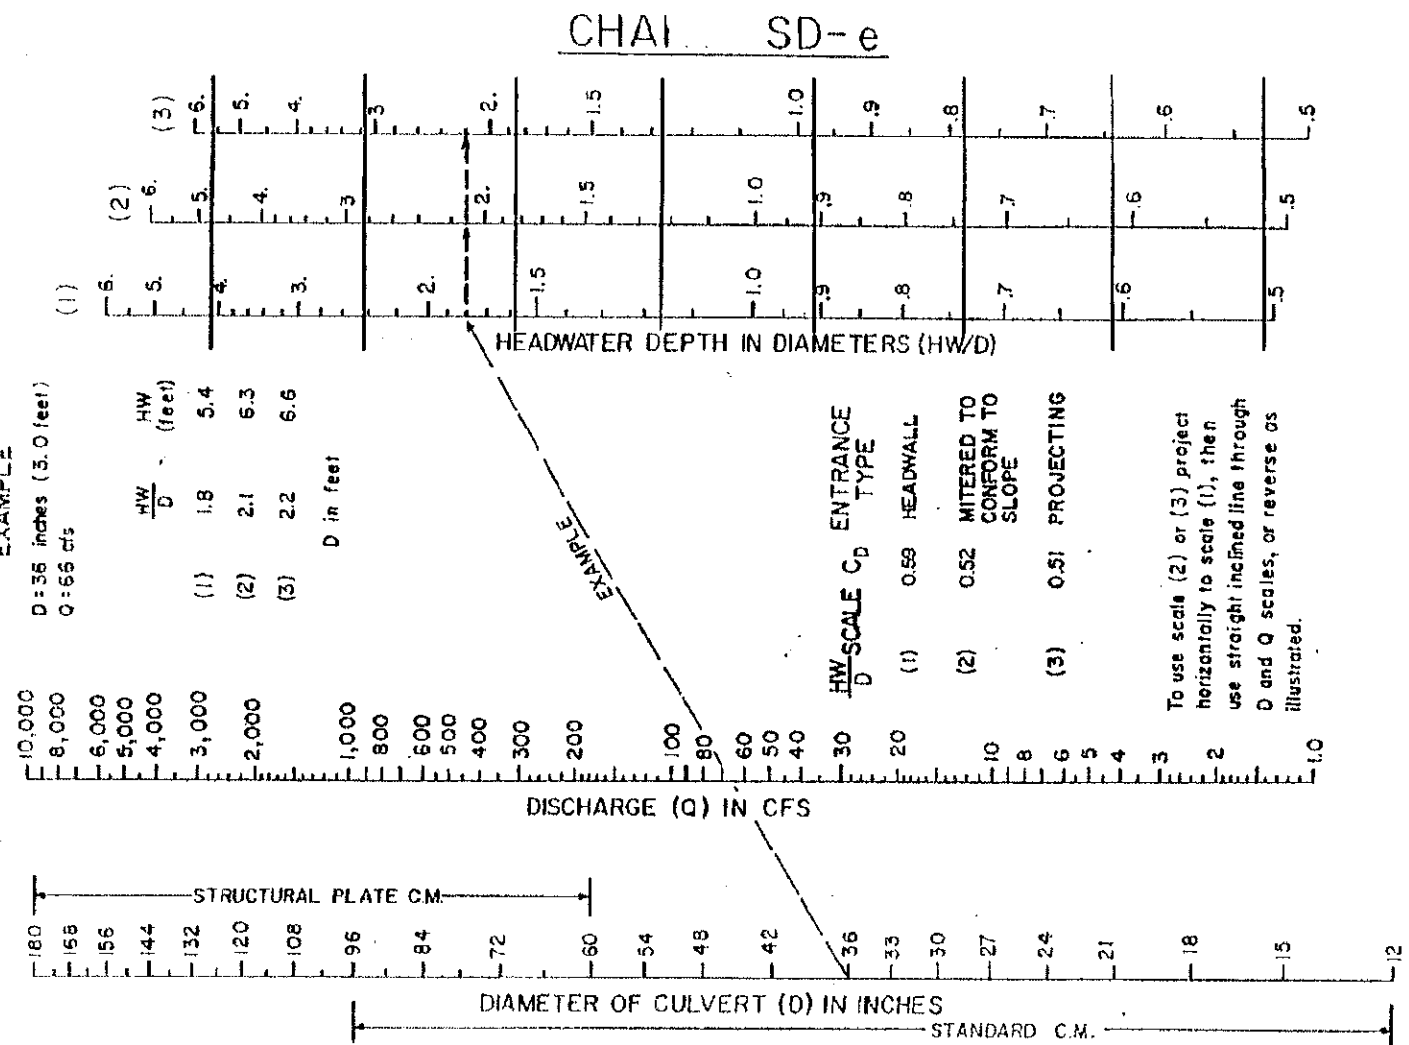 CHAI SD-e
(3) 6. 5. 4. 3 2. 1.5 1.0 .9 .8 .7 .6 .5
(2) 6. 5. 4. 3 2. 1.5 1.0 .9 .8 .7 .6 .5
(1) 6. 5. 4. 3. 2. 1.5 1.0 .9 .8 .7 .6 .5
HEADWATER DEPTH IN DIAMETERS (HW/D)
EXAMPLE
D=36 inches (3.0 feet)
Q=66 cfs
HW/D HW (feet)
(1) 1.8 5.4
(2) 2.1 6.3
(3) 2.2 6.6
D in feet
EXAMPLE
HW/D SCALE CD ENTRANCE TYPE
(1) 0.59 HEADWALL
(2) 0.52 MITERED TO
CONFORM TO
SLOPE
(3) 0.51 PROJECTING
To use scale (2) or (3) project
horizontally to scale (1), then
use straight inclined line through
D and Q scales, or reverse as
illustrated.
10,000 8,000 6,000 5,000 4,000 3,000 2,000 1,000 800 600 500 400 300 200 100 80 60 50 40 30 20 10 8 6 5 4 3 2 1.0
DISCHARGE (Q) IN CFS
STRUCTURAL PLATE C.M.
180 168 156 144 132 120 108 96 84 72 60 54 48 42 36 33 30 27 24 21 18 15 12
DIAMETER OF CULVERT (D) IN INCHES
STANDARD C.M.